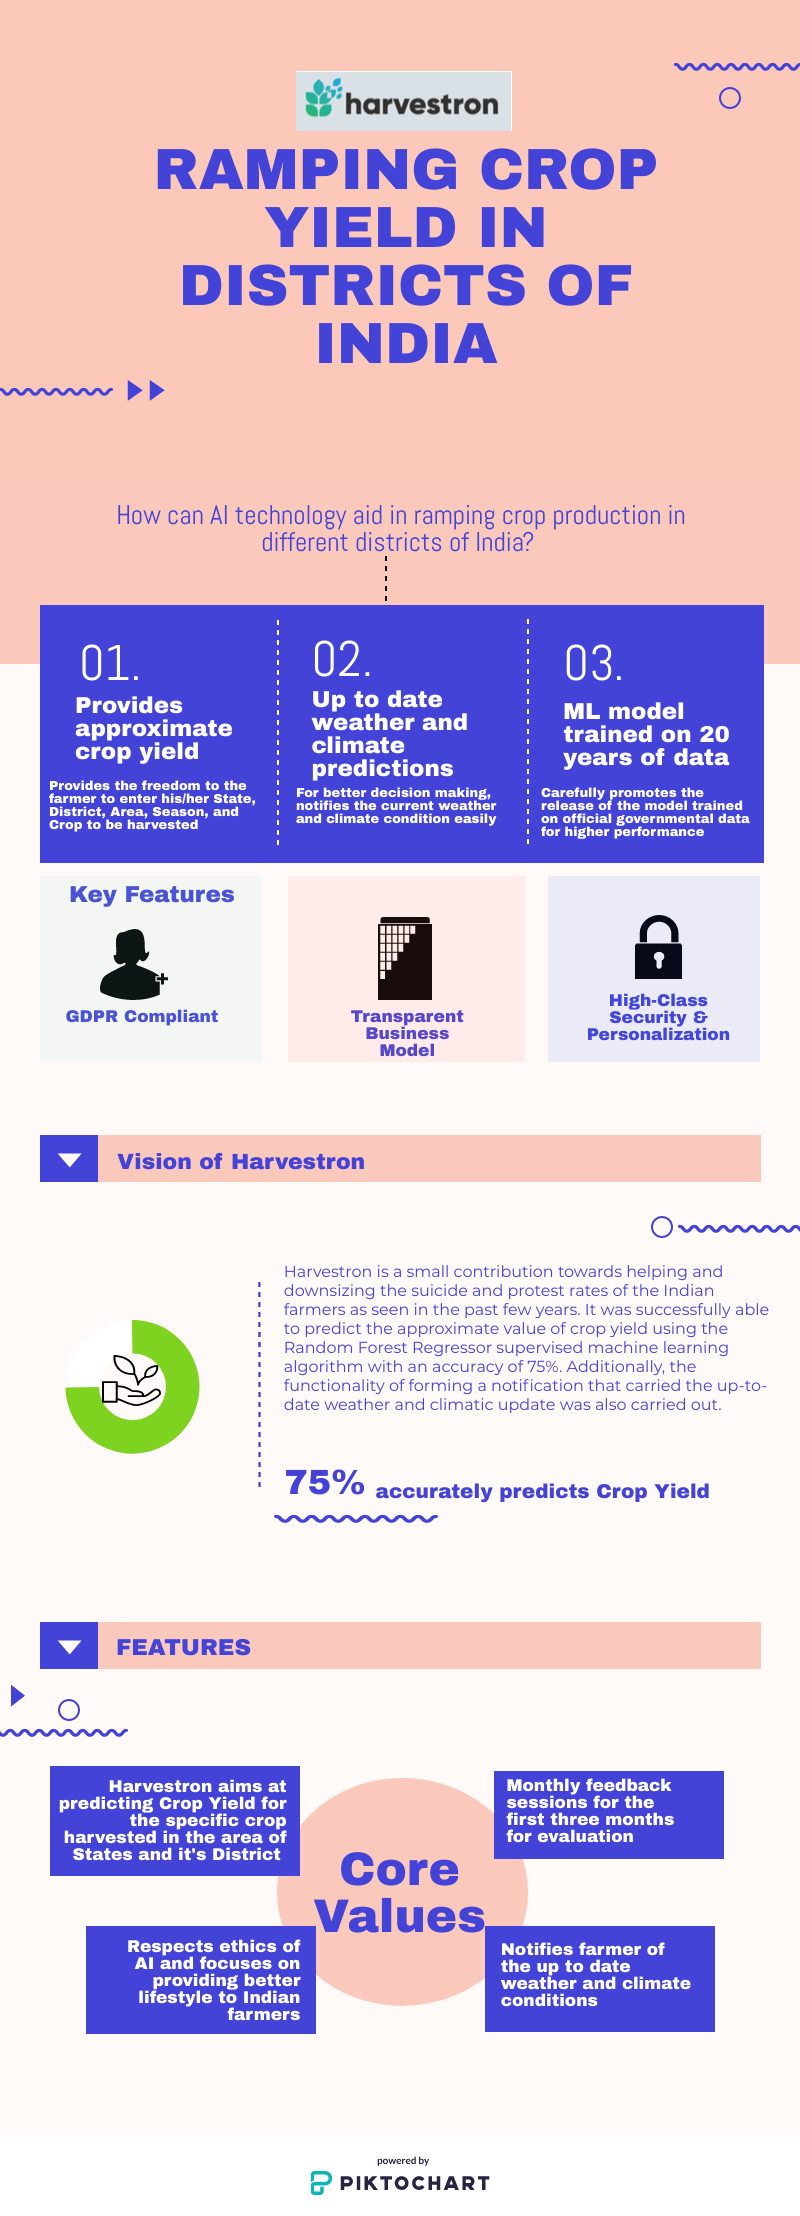 harvestron
RAMPING CROP
YIELD IN
DISTRICTS OF
INDIA
How can AI technology aid in ramping crop production in
different districts of India?
01.
Provides
approximate
crop yield
Provides the freedom to the
farmer to enter his/her State,
District, Area, Season, and
Crop to be harvested
02.
Up to date
weather and
climate
predictions
For better decision making,
notifies the current weather
and climate condition easily
03.
ML model
trained on 20
years of data
Carefully promotes the
release of the model trained
on official governmental data
for higher performance
Key Features
GDPR Compliant
Transparent
Business
Model
High-Class
Security &
Personalization
Vision of Harvestron
Harvestron is a small contribution towards helping and
downsizing the suicide and protest rates of the Indian
farmers as seen in the past few years. It was successfully able
to predict the approximate value of crop yield using the
Random Forest Regressor supervised machine learning
algorithm with an accuracy of 75%. Additionally, the
functionality of forming a notification that carried the up-to-
date weather and climatic update was also carried out.
75% accurately predicts Crop Yield
FEATURES
Harvestron aims at
predicting Crop Yield for
the specific crop
harvested in the area of
States and it's District
Monthly feedback
sessions for the
first three months
for evaluation
Core
Values
Respects ethics of
AI and focuses on
providing better
lifestyle to Indian
farmers
Notifies farmer of
the up to date
weather and climate
conditions
powered by
PIKTOCHART